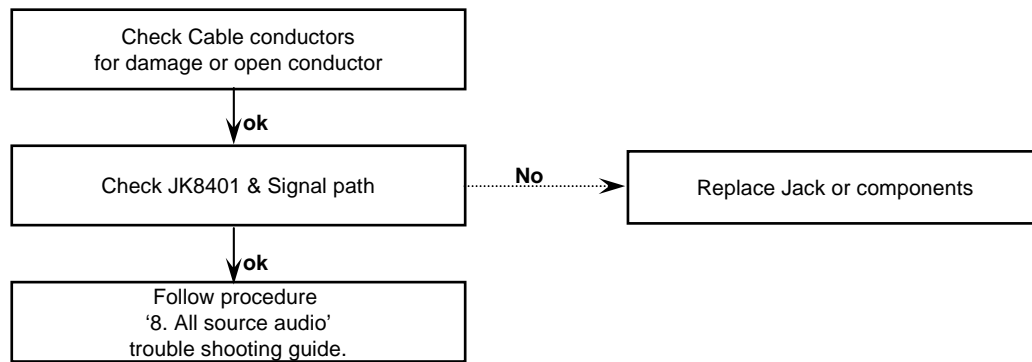 Check Cable conductors
for damage or open conductor
ok
Check JK8401 & Signal path
No
Replace Jack or components
ok
Follow procedure
‘8. All source audio’
trouble shooting guide.